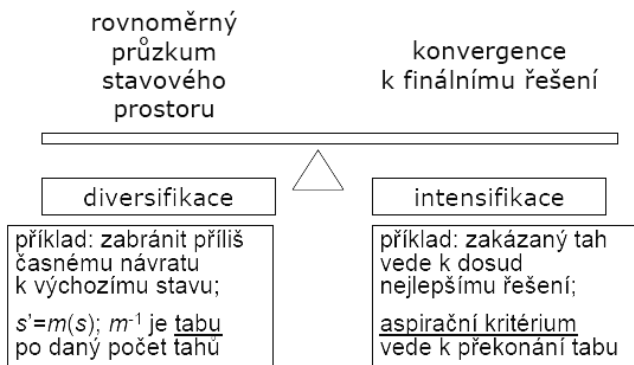 rovnoměrný
průzkum
stavového
prostoru
konvergence
k finálnímu řešení
diversifikace
příklad: zabránit příliš
časnému návratu
k výchozímu stavu;
s'=m(s); m⁻¹ je tabu
po daný počet tahů
intensifikace
příklad: zakázaný tah
vede k dosud
nejlepšímu řešení;
aspirační kritérium
vede k překonání tabu